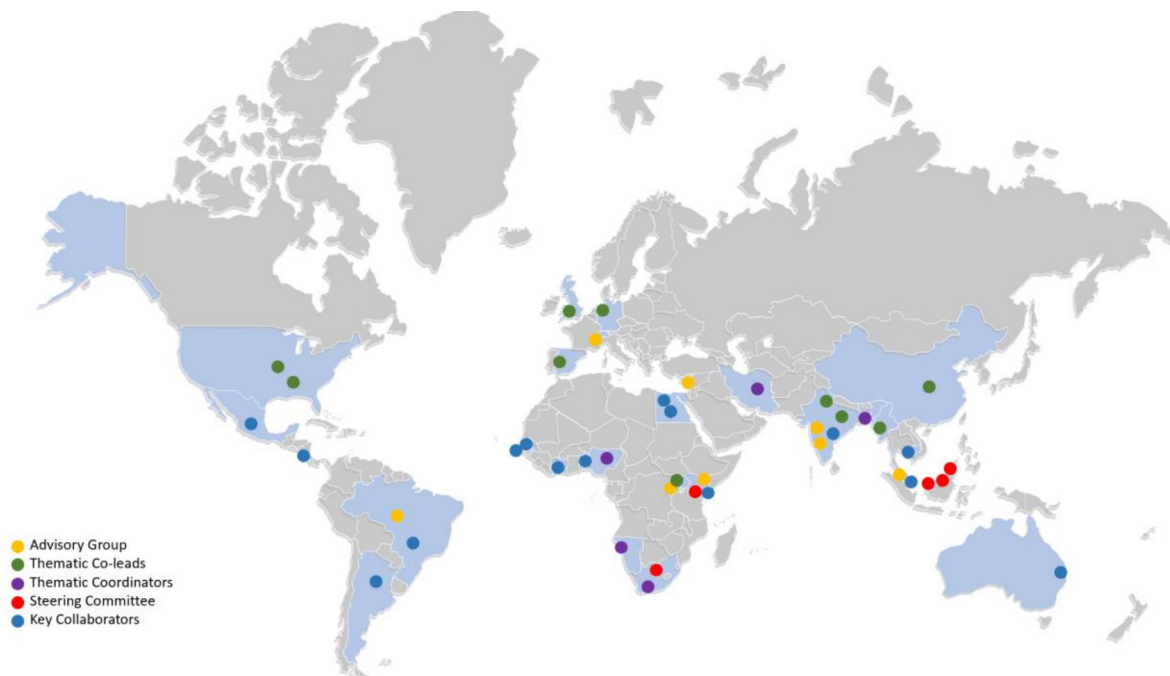 Advisory Group
Thematic Co-leads
Thematic Coordinators
Steering Committee
Key Collaborators